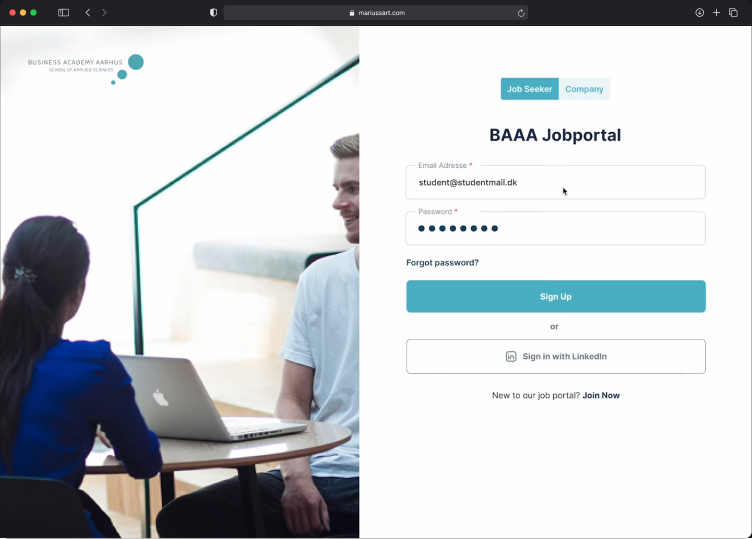 mariussart.com
BUSINESS ACADEMY AARHUS
SCHOOL OF APPLIED SCIENCES
Job Seeker
Company
BAAA Jobportal
Email Adresse *
student@studentmail.dk
Password *
Forgot password?
Sign Up
or
in Sign in with LinkedIn
New to our job portal? Join Now